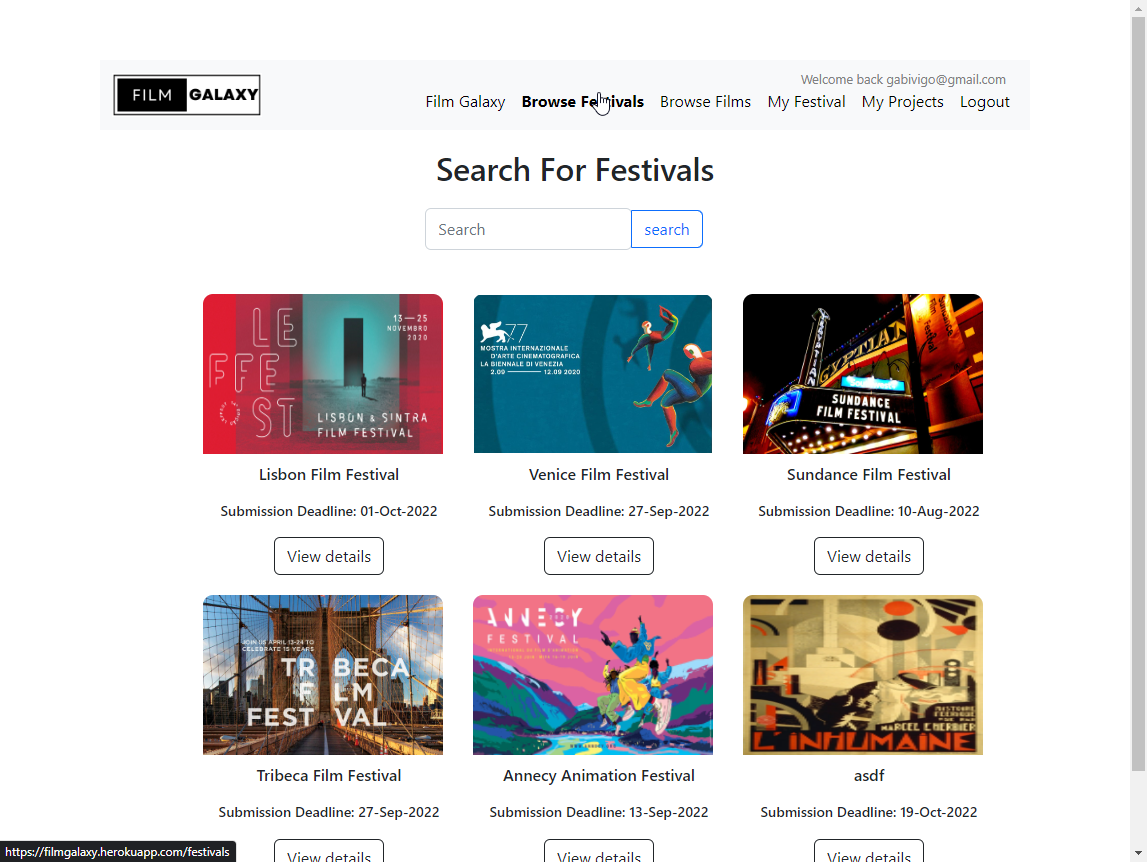 Welcome back gabivigo@gmail.com
FILM GALAXY
Film Galaxy Browse Festivals Browse Films My Festival My Projects Logout
Search For Festivals
Search search
LE
FFE
ST
13—25
NOVEMBRO
2020
LISBON & SINTRA
FILM FESTIVAL
77
MOSTRA INTERNAZIONALE
D'ARTE CINEMATOGRAFICA
LA BIENNALE DI VENEZIA
2.09 12.09 2020
EGYPTIAN
Film
Festival
SUNDANCE
FILM FESTIVAL
Lisbon Film Festival
Submission Deadline: 01-Oct-2022
View details
Venice Film Festival
Submission Deadline: 27-Sep-2022
View details
Sundance Film Festival
Submission Deadline: 10-Aug-2022
View details
JOIN US APRIL 13-24 TO
CELEBRATE 15 YEARS
TR BECA
F LM
FEST VAL
ANNECY
FESTIVAL
MARCEL L'HERBIER
L'INHUMAINE
Tribeca Film Festival
Submission Deadline: 27-Sep-2022
View details
Annecy Animation Festival
Submission Deadline: 13-Sep-2022
View details
asdf
Submission Deadline: 19-Oct-2022
View details
https://filmgalaxy.herokuapp.com/festivals